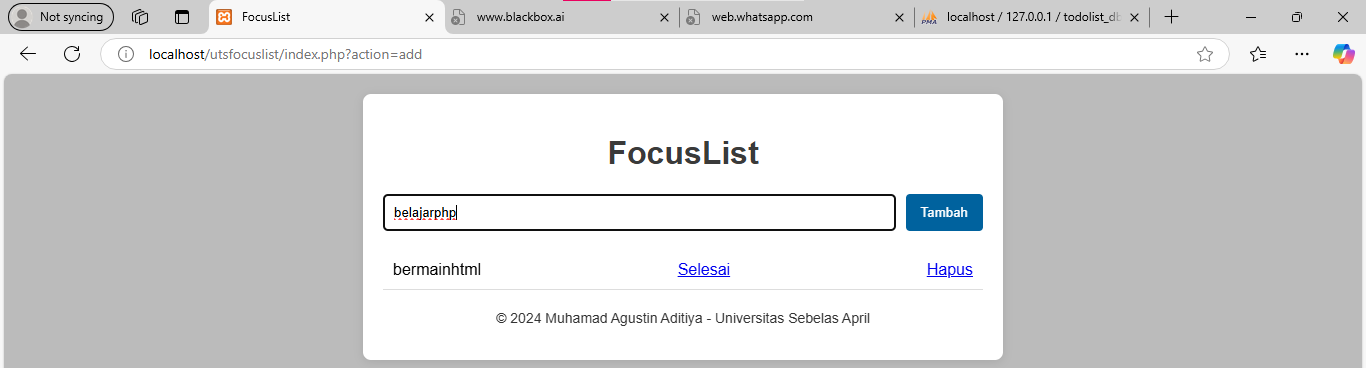 Not syncing
FocusList
www.blackbox.ai
web.whatsapp.com
PMA
localhost / 127.0.0.1 / todolist_db
localhost/utsfocuslist/index.php?action=add
FocusList
belajarphp
Tambah
bermainhtml Selesai Hapus
© 2024 Muhamad Agustin Aditiya - Universitas Sebelas April